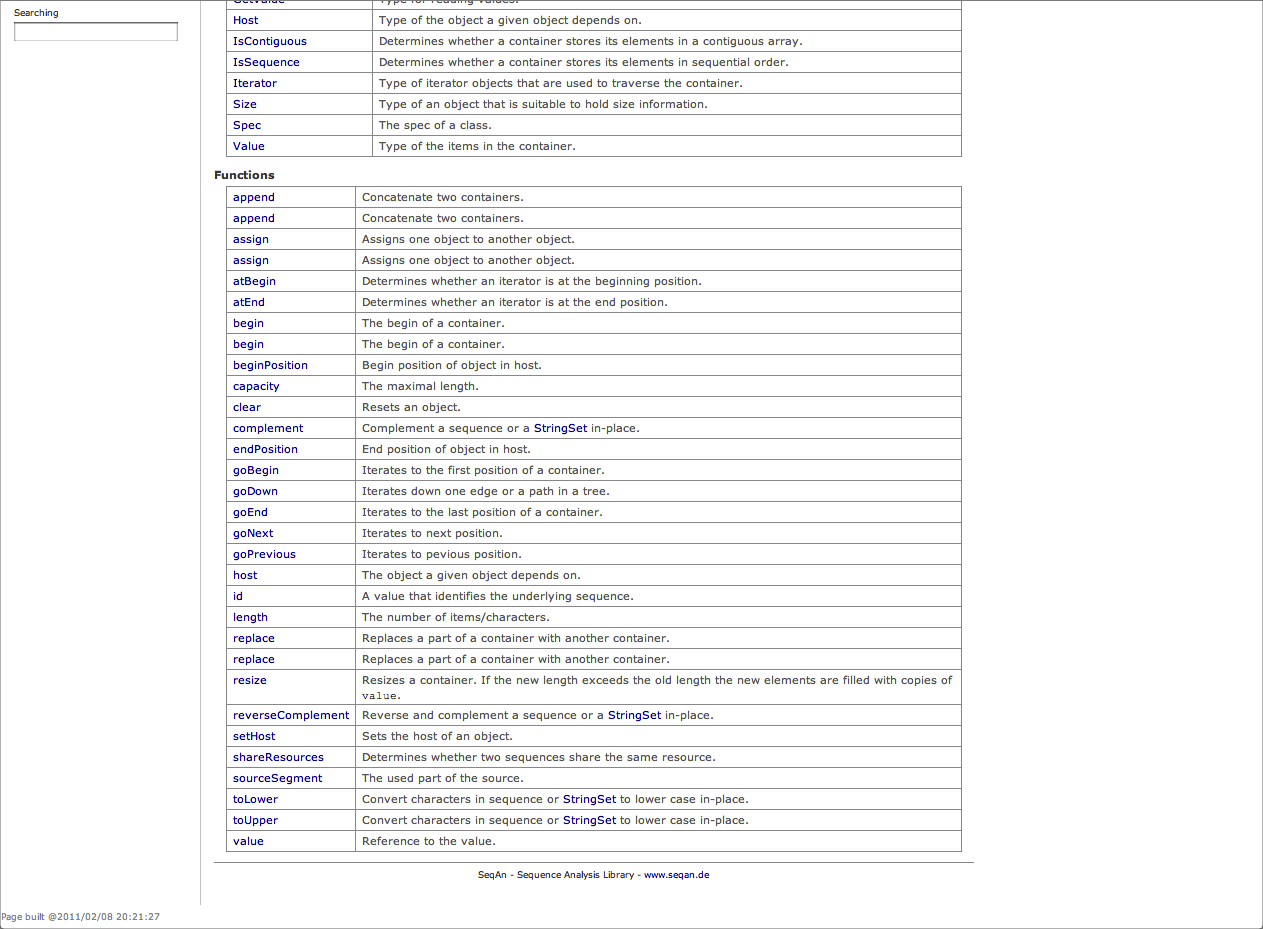 Searching
GetValue Type for reading values.
Host Type of the object a given object depends on.
IsContiguous Determines whether a container stores its elements in a contiguous array.
IsSequence Determines whether a container stores its elements in sequential order.
Iterator Type of iterator objects that are used to traverse the container.
Size Type of an object that is suitable to hold size information.
Spec The spec of a class.
Value Type of the items in the container.
Functions
append Concatenate two containers.
append Concatenate two containers.
assign Assigns one object to another object.
assign Assigns one object to another object.
atBegin Determines whether an iterator is at the beginning position.
atEnd Determines whether an iterator is at the end position.
begin The begin of a container.
begin The begin of a container.
beginPosition Begin position of object in host.
capacity The maximal length.
clear Resets an object.
complement Complement a sequence or a StringSet in-place.
endPosition End position of object in host.
goBegin Iterates to the first position of a container.
goDown Iterates down one edge or a path in a tree.
goEnd Iterates to the last position of a container.
goNext Iterates to next position.
goPrevious Iterates to pevious position.
host The object a given object depends on.
id A value that identifies the underlying sequence.
length The number of items/characters.
replace Replaces a part of a container with another container.
replace Replaces a part of a container with another container.
resize Resizes a container. If the new length exceeds the old length the new elements are filled with copies of
value.
reverseComplement Reverse and complement a sequence or a StringSet in-place.
setHost Sets the host of an object.
shareResources Determines whether two sequences share the same resource.
sourceSegment The used part of the source.
toLower Convert characters in sequence or StringSet to lower case in-place.
toUpper Convert characters in sequence or StringSet to lower case in-place.
value Reference to the value.
SeqAn - Sequence Analysis Library - www.seqan.de
Page built @2011/02/08 20:21:27